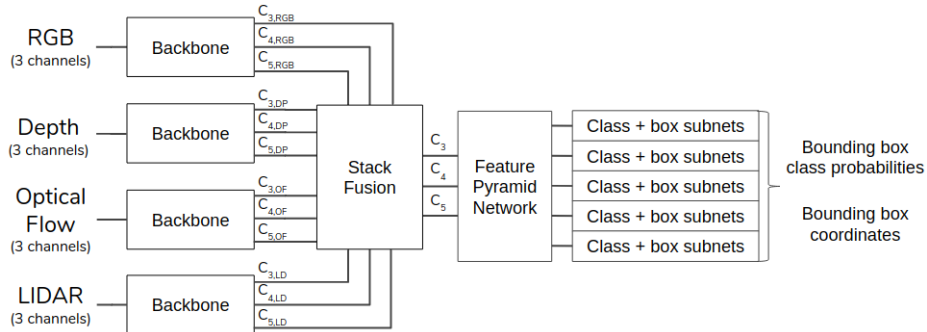 RGB
(3 channels)
Backbone
C3,RGB
C4,RGB
C5,RGB
Depth
(3 channels)
Backbone
C3,DP
C4,DP
C5,DP
Optical
Flow
(3 channels)
Backbone
C3,OF
C4,OF
C5,OF
LIDAR
(3 channels)
Backbone
C3,LD
C4,LD
C5,LD
Stack
Fusion
C3
C4
C5
Feature
Pyramid
Network
Class + box subnets
Class + box subnets
Class + box subnets
Class + box subnets
Class + box subnets
Bounding box
class probabilities
Bounding box
coordinates